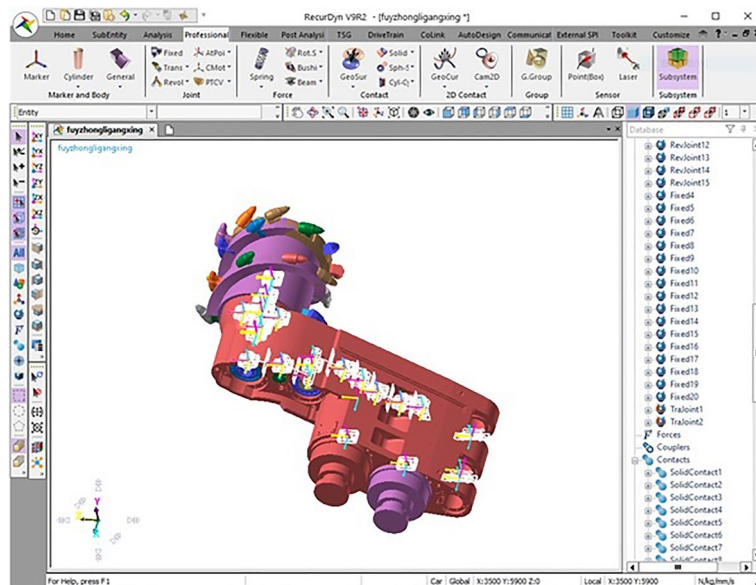 RecurDyn V9R2 - [fuyzhongligangxing *]
Home SubEntity Analysis Professional Flexible Post Analysi TSG DriveTrain CoLink AutoDesign Communicat External SPI Toolkit Customize
Marker Cylinder General Fixed Trans Revol AtPoi CMot PTCV Spring Rot.S Bushi Beam GeoSur Solid Sph-S Cyl-C GeoCur Cam2D G.Group Point(Box) Laser Subsystem
Marker and Body Joint Force Contact 2D Contact Group Sensor Subsystem
Entity 1
fuyzhongligangxing
Database
fuyzhongligangxing
All
RevJoint12
RevJoint13
RevJoint14
RevJoint15
Fixed4
Fixed5
Fixed6
Fixed7
Fixed8
Fixed9
Fixed10
Fixed11
Fixed12
Fixed13
Fixed14
Fixed15
Fixed16
Fixed17
Fixed18
Fixed19
Fixed20
TraJoint1
TraJoint2
Forces
Couplers
Contacts
SolidContact1
SolidContact2
SolidContact3
SolidContact4
SolidContact5
SolidContact6
SolidContact7
SolidContact8
Y
For Help, press F1 Car Global X:3500 Y:5900 Z:0 Local X:3500 Y:5900 N/kg/mm/s